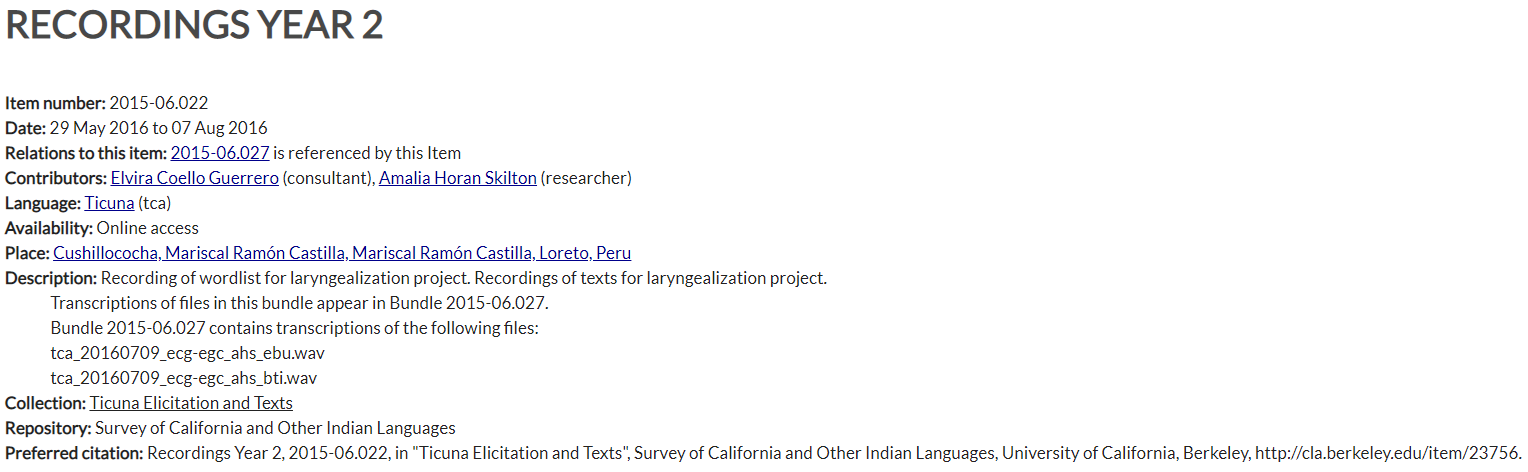 RECORDINGS YEAR 2
Item number: 2015-06.022
Date: 29 May 2016 to 07 Aug 2016
Relations to this item: 2015-06.027 is referenced by this Item
Contributors: Elvira Coello Guerrero (consultant), Amalia Horan Skilton (researcher)
Language: Ticuna (tca)
Availability: Online access
Place: Cushillococha, Mariscal Ramón Castilla, Mariscal Ramón Castilla, Loreto, Peru
Description: Recording of wordlist for laryngealization project. Recordings of texts for laryngealization project.
Transcriptions of files in this bundle appear in Bundle 2015-06.027.
Bundle 2015-06.027 contains transcriptions of the following files:
tca_20160709_ecg-egc_ahs_ebu.wav
tca_20160709_ecg-egc_ahs_bti.wav
Collection: Ticuna Elicitation and Texts
Repository: Survey of California and Other Indian Languages
Preferred citation: Recordings Year 2, 2015-06.022, in "Ticuna Elicitation and Texts", Survey of California and Other Indian Languages, University of California, Berkeley, http://cla.berkeley.edu/item/23756.